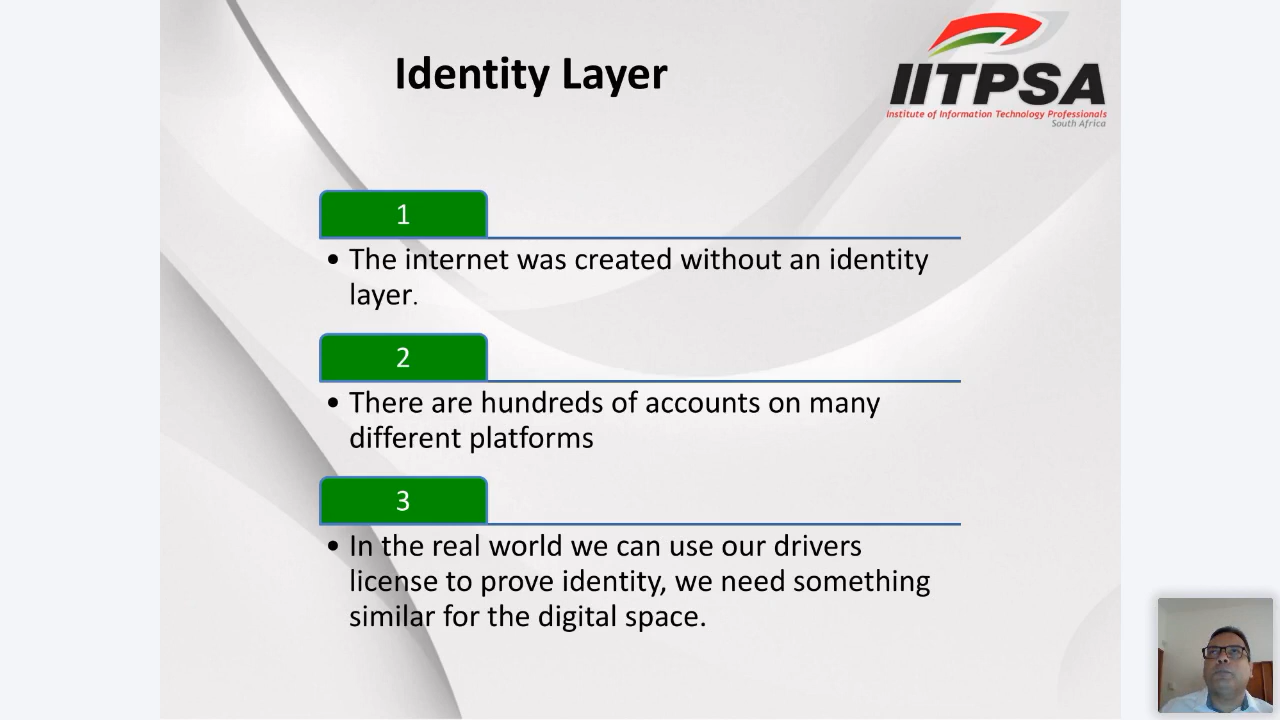 Identity Layer
IITPSA
Institute of Information Technology Professionals
South Africa
1
• The internet was created without an identity
layer.
2
• There are hundreds of accounts on many
different platforms
3
• In the real world we can use our drivers
license to prove identity, we need something
similar for the digital space.